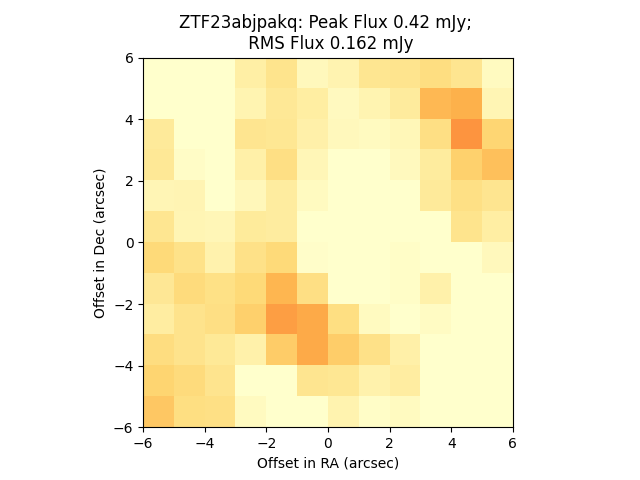 ZTF23abjpakq: Peak Flux 0.42 mJy;
RMS Flux 0.162 mJy
6
4
2
0
−2
−4
−6
Offset in Dec (arcsec)
−6 −4 −2 0 2 4 6
Offset in RA (arcsec)